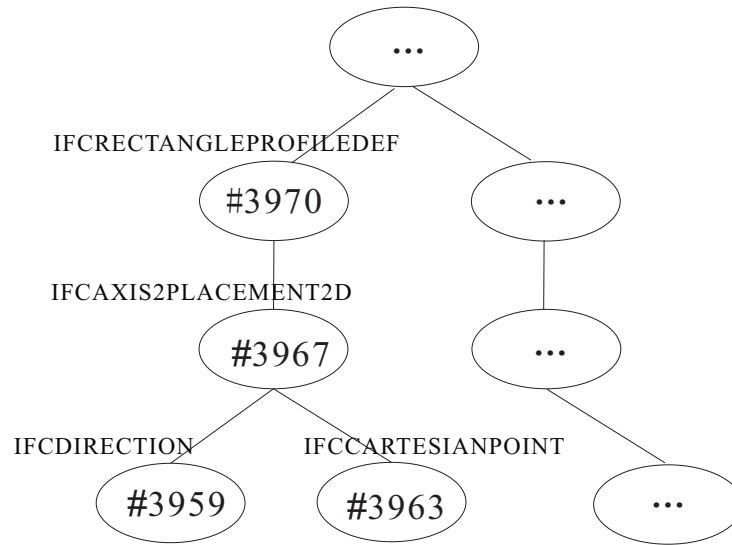 ...
IFCRECTANGLEPROFILEDEF
#3970
...
IFCAXIS2PLACEMENT2D
#3967
...
IFCDIRECTION
IFCCARTESIANPOINT
#3959
#3963
...